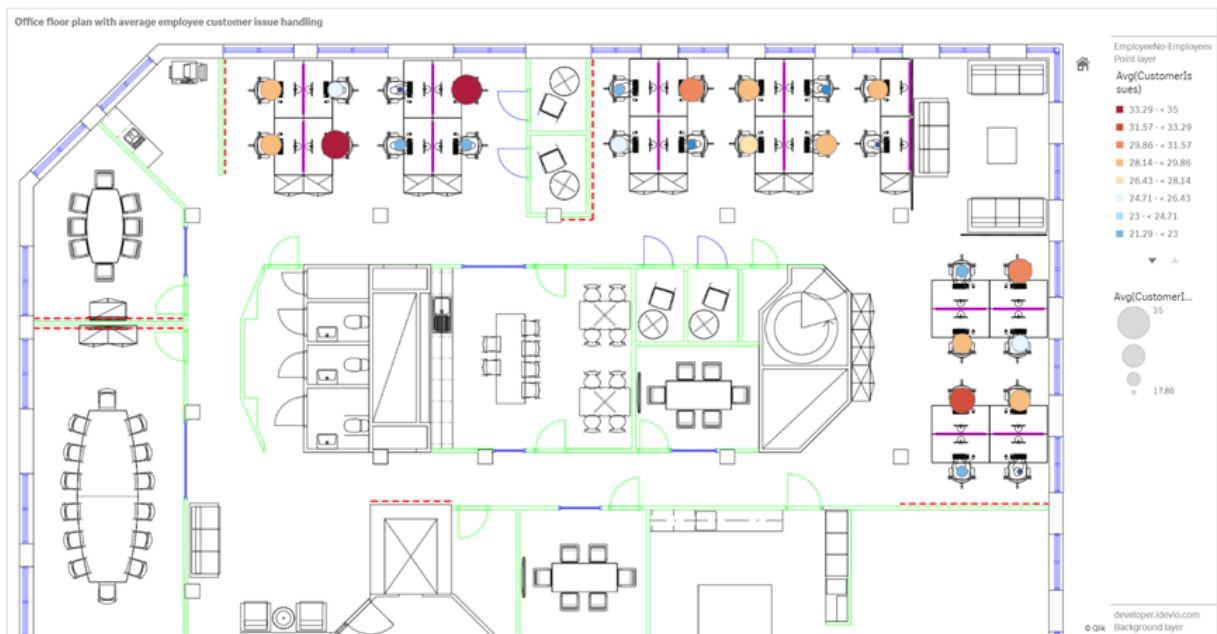 Office floor plan with average employee customer issue handling
EmployeeNo-Employees
Point layer
Avg(CustomerIs
sues)
33.29 - < 35
31.57 - < 33.29
29.86 - < 31.57
28.14 - < 29.86
26.43 - < 28.14
24.71 - < 26.43
23 - < 24.71
21.29 - < 23
Avg(CustomerI...
35
17.86
developer.idevio.com
© Qlik
Background layer